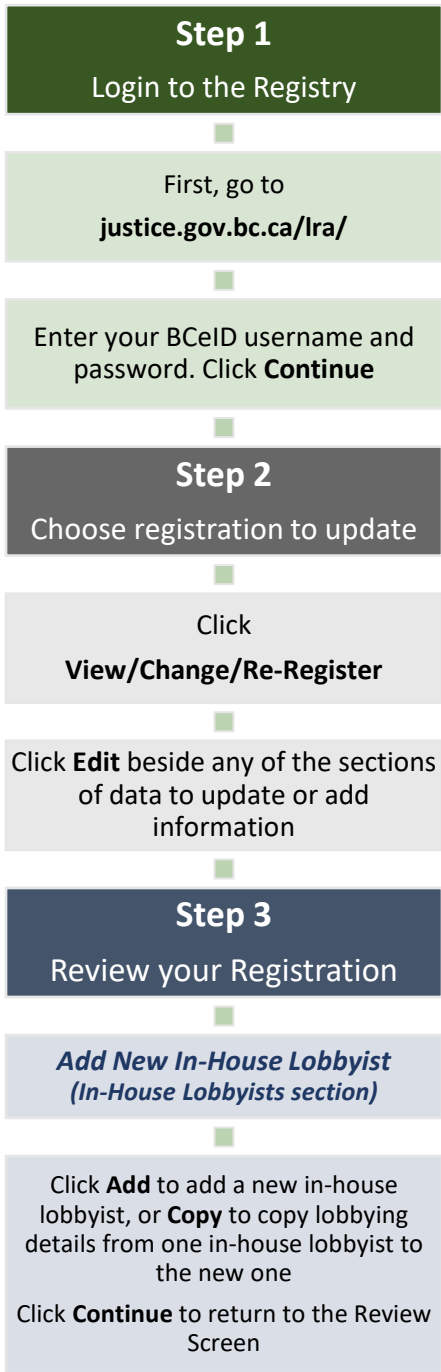 Step 1
Login to the Registry
First, go to
justice.gov.bc.ca/lra/
Enter your BCeID username and
password. Click Continue
Step 2
Choose registration to update
Click
View/Change/Re-Register
Click Edit beside any of the sections
of data to update or add
information
Step 3
Review your Registration
Add New In-House Lobbyist
(In-House Lobbyists section)
Click Add to add a new in-house
lobbyist, or Copy to copy lobbying
details from one in-house lobbyist to
the new one
Click Continue to return to the Review
Screen